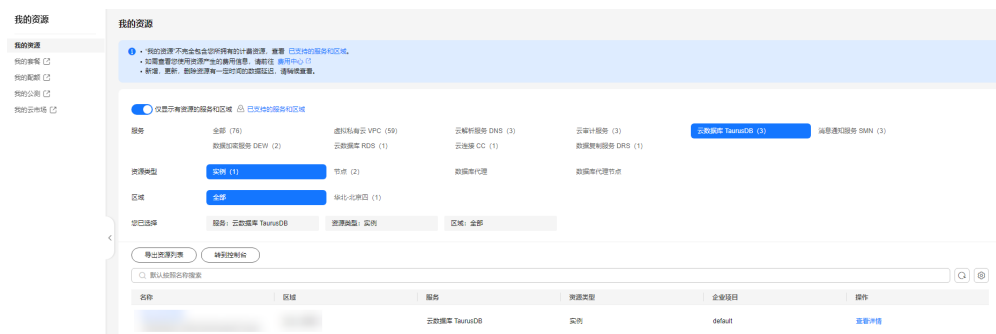 我的资源
我的资源
我的套餐
我的配额
我的公测
我的云市场
我的资源
• “我的资源”不完全包含您所拥有的计费资源，查看 已支持的服务和区域。
• 如需查看您使用资源产生的费用信息，请前往 费用中心
• 新增，更新，删除资源有一定时间的数据延迟，请稍候查看。
仅显示有资源的服务和区域 已支持的服务和区域
服务 全部 (76) 虚拟私有云 VPC (59) 云解析服务 DNS (3) 云审计服务 (3) 云数据库 TaurusDB (3) 消息通知服务 SMN (3)
数据加密服务 DEW (2) 云数据库 RDS (1) 云连接 CC (1) 数据复制服务 DRS (1)
资源类型 实例 (1) 节点 (2) 数据库代理 数据库代理节点
区域 全部 华北-北京四 (1)
您已选择 服务：云数据库 TaurusDB 资源类型：实例 区域：全部
导出资源列表 转到控制台
默认按照名称搜索
名称 区域 服务 资源类型 企业项目 操作
云数据库 TaurusDB 实例 default 查看详情